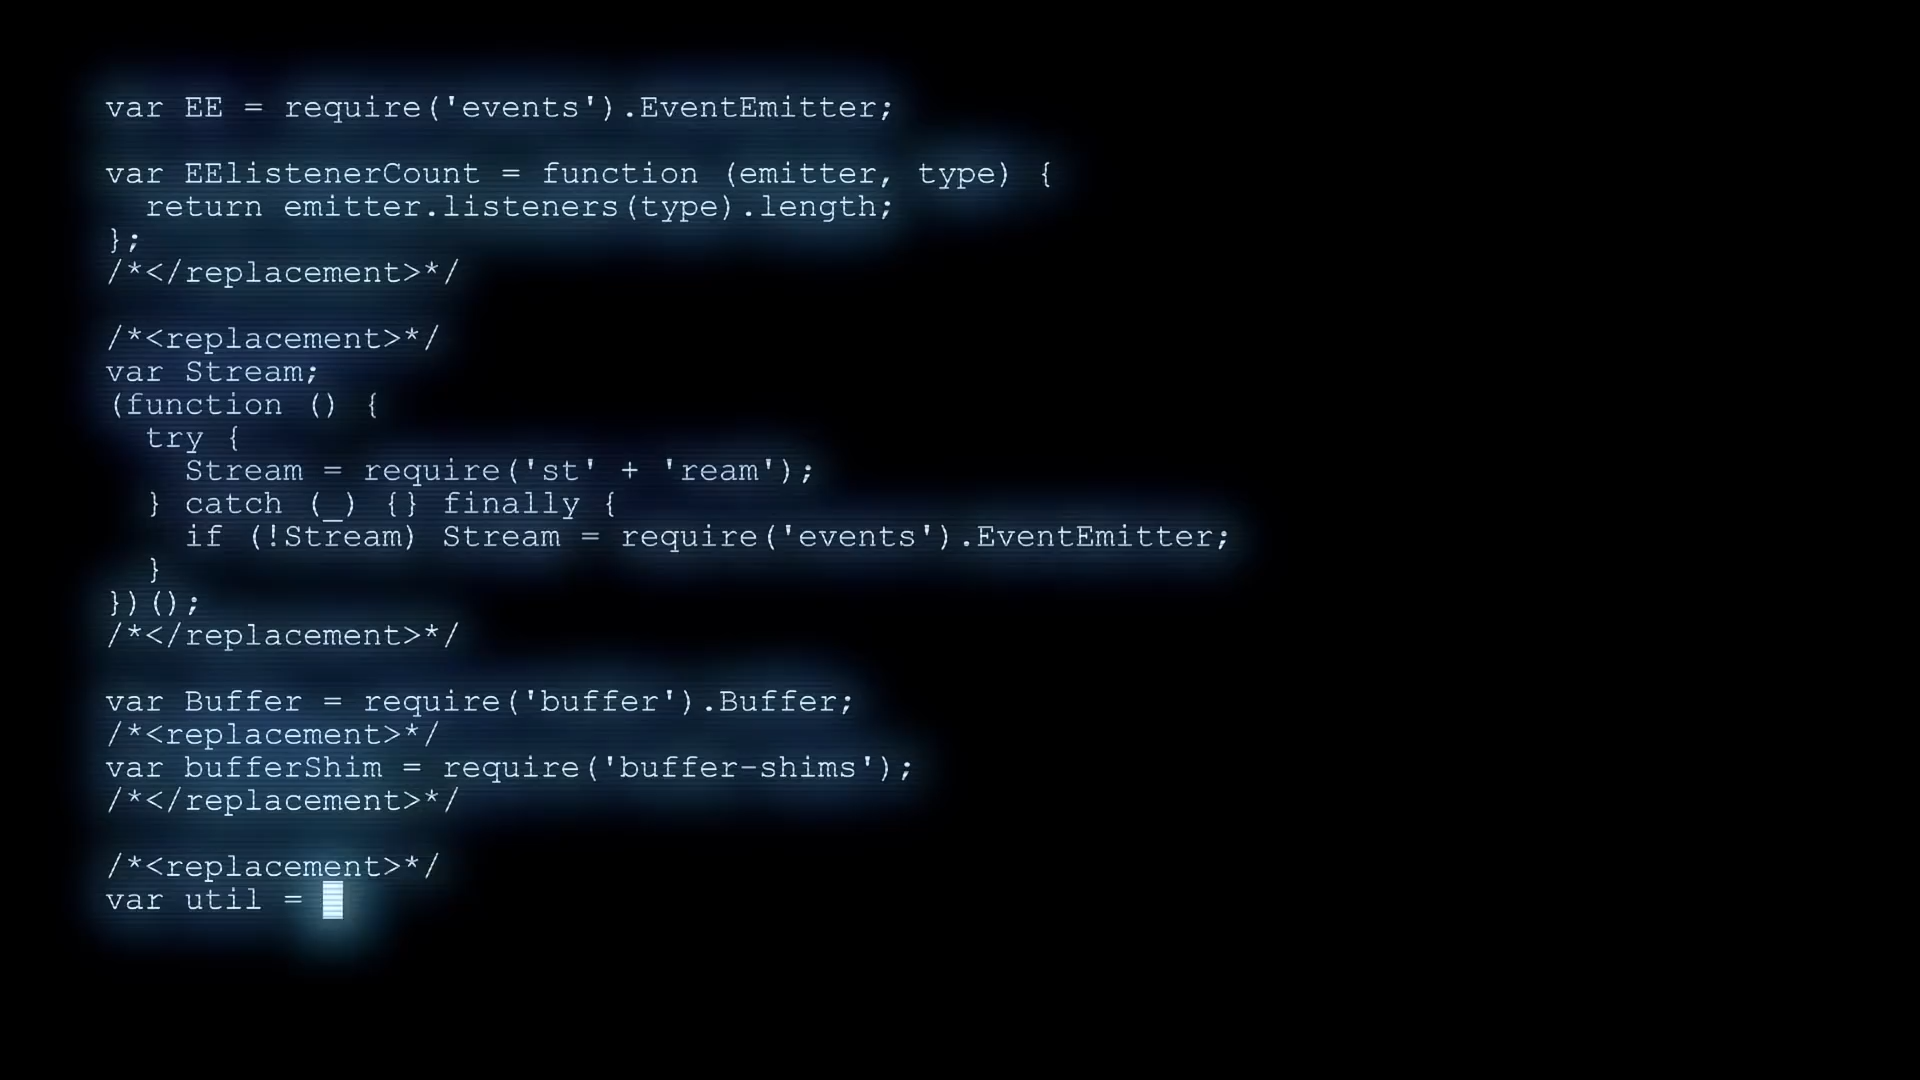 var EE = require('events').EventEmitter;
var EElistenerCount = function (emitter, type) {
  return emitter.listeners(type).length;
};
/*</replacement>*/
/*<replacement>*/
var Stream;
(function () {
  try {
    Stream = require('st' + 'ream');
  } catch (_) {} finally {
    if (!Stream) Stream = require('events').EventEmitter;
  }
})();
/*</replacement>*/
var Buffer = require('buffer').Buffer;
/*<replacement>*/
var bufferShim = require('buffer-shims');
/*</replacement>*/
/*<replacement>*/
var util =